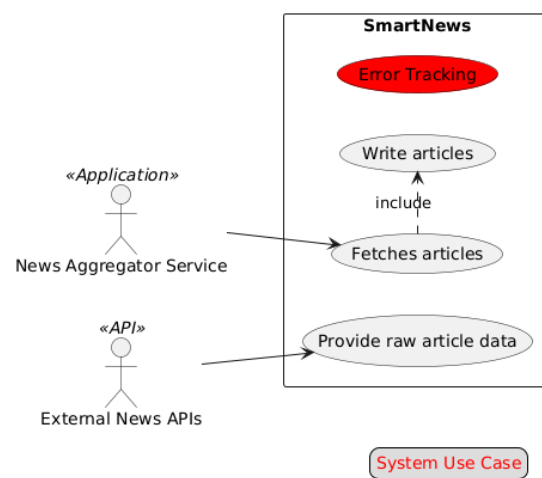 SmartNews
Error Tracking
Write articles
«Application»
include
News Aggregator Service
Fetches articles
«API»
Provide raw article data
External News APIs
System Use Case